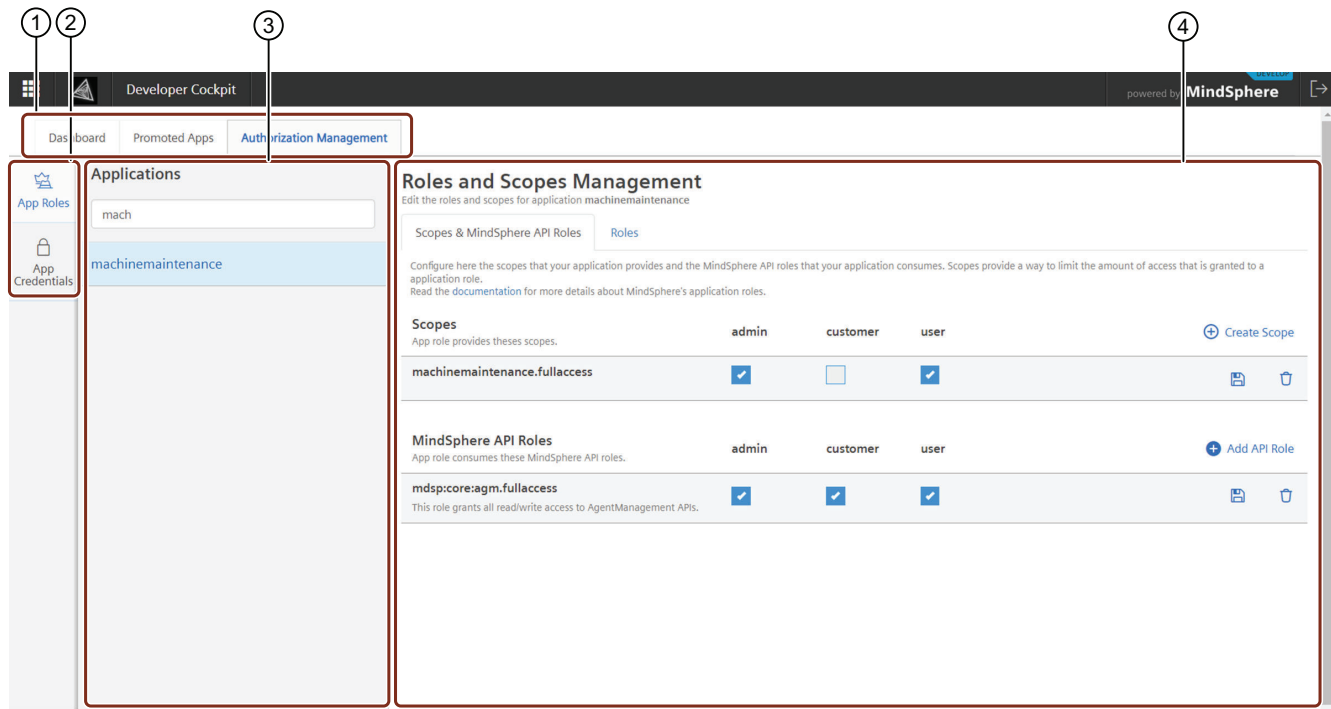 1 2 3 4
Developer Cockpit
DEVELOP
powered by MindSphere
Dashboard Promoted Apps Authorization Management
App Roles
App
Credentials
Applications
mach
machinemaintenance
Roles and Scopes Management
Edit the roles and scopes for application machinemaintenance
Scopes & MindSphere API Roles Roles
Configure here the scopes that your application provides and the MindSphere API roles that your application consumes. Scopes provide a way to limit the amount of access that is granted to a
application role.
Read the documentation for more details about MindSphere's application roles.
Scopes admin customer user Create Scope
App role provides theses scopes.
machinemaintenance.fullaccess
MindSphere API Roles admin customer user Add API Role
App role consumes these MindSphere API roles.
mdsp:core:agm.fullaccess
This role grants all read/write access to AgentManagement APIs.